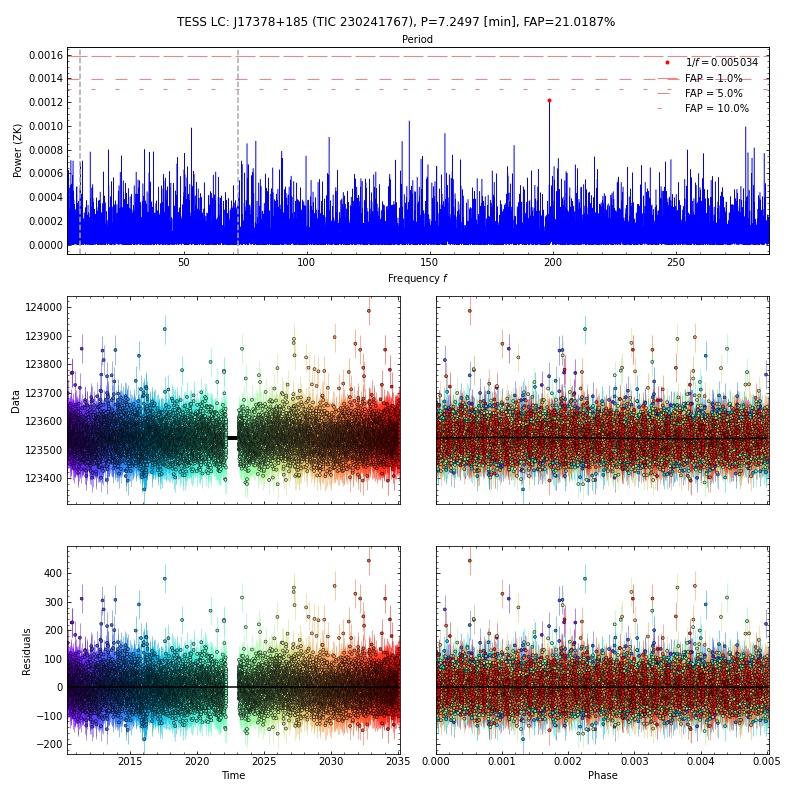 TESS LC: J17378+185 (TIC 230241767), P=7.2497 [min], FAP=21.0187%
Period
Power (ZK)
0.0016
0.0014
0.0012
0.0010
0.0008
0.0006
0.0004
0.0002
0.0000
1/f = 0.005034
FAP = 1.0%
FAP = 5.0%
FAP = 10.0%
50 100 150 200 250
Frequency f
Data
124000
123900
123800
123700
123600
123500
123400
Residuals
400
300
200
100
0
−100
−200
2015 2020 2025 2030 2035
Time
0.000 0.001 0.002 0.003 0.004 0.005
Phase